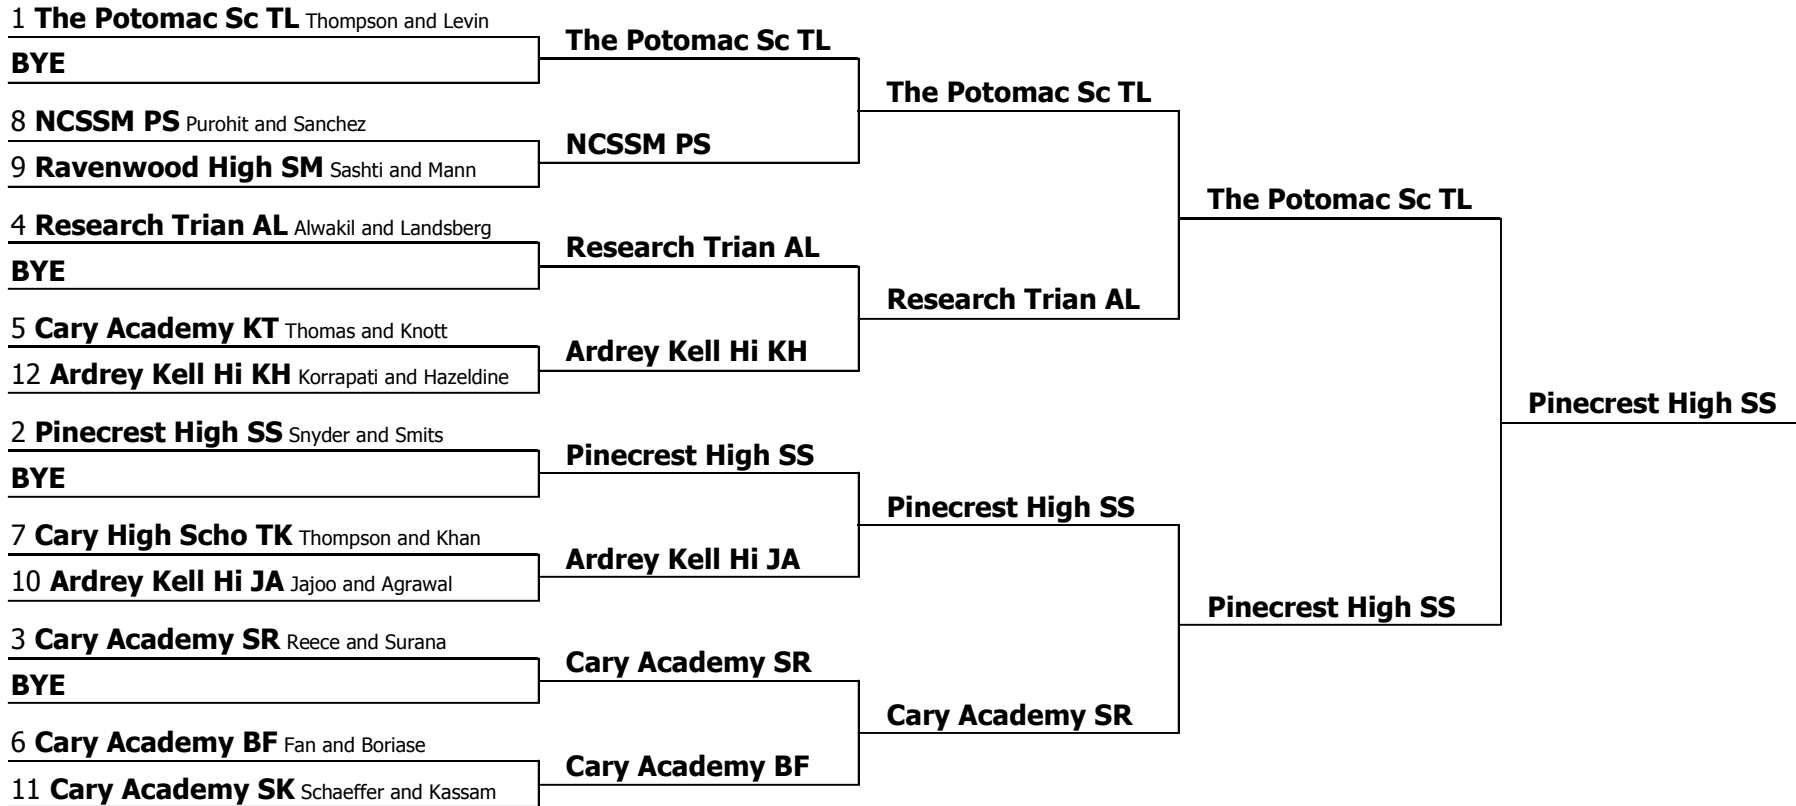 1 The Potomac Sc TL Thompson and Levin
BYE
8 NCSSM PS Purohit and Sanchez
9 Ravenwood High SM Sashti and Mann
4 Research Trian AL Alwakil and Landsberg
BYE
5 Cary Academy KT Thomas and Knott
12 Ardrey Kell Hi KH Korrapati and Hazeldine
2 Pinecrest High SS Snyder and Smits
BYE
7 Cary High Scho TK Thompson and Khan
10 Ardrey Kell Hi JA Jajoo and Agrawal
3 Cary Academy SR Reece and Surana
BYE
6 Cary Academy BF Fan and Boriase
11 Cary Academy SK Schaeffer and Kassam
The Potomac Sc TL
NCSSM PS
Research Trian AL
Ardrey Kell Hi KH
Pinecrest High SS
Ardrey Kell Hi JA
Cary Academy SR
Cary Academy BF
The Potomac Sc TL
Research Trian AL
Pinecrest High SS
Cary Academy SR
The Potomac Sc TL
Pinecrest High SS
Pinecrest High SS